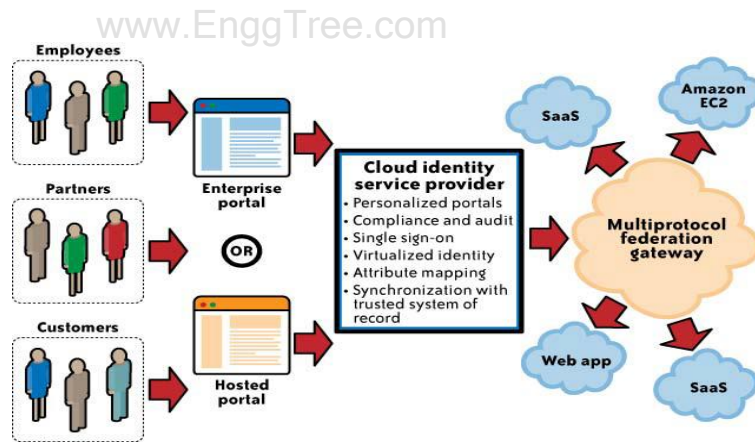 www.EnggTree.com
Employees
Enterprise
portal
Partners
OR
Customers
Hosted
portal
Cloud identity
service provider
• Personalized portals
• Compliance and audit
• Single sign-on
• Virtualized identity
• Attribute mapping
• Synchronization with
trusted system of
record
SaaS
Amazon
EC2
Multiprotocol
federation
gateway
Web app
SaaS